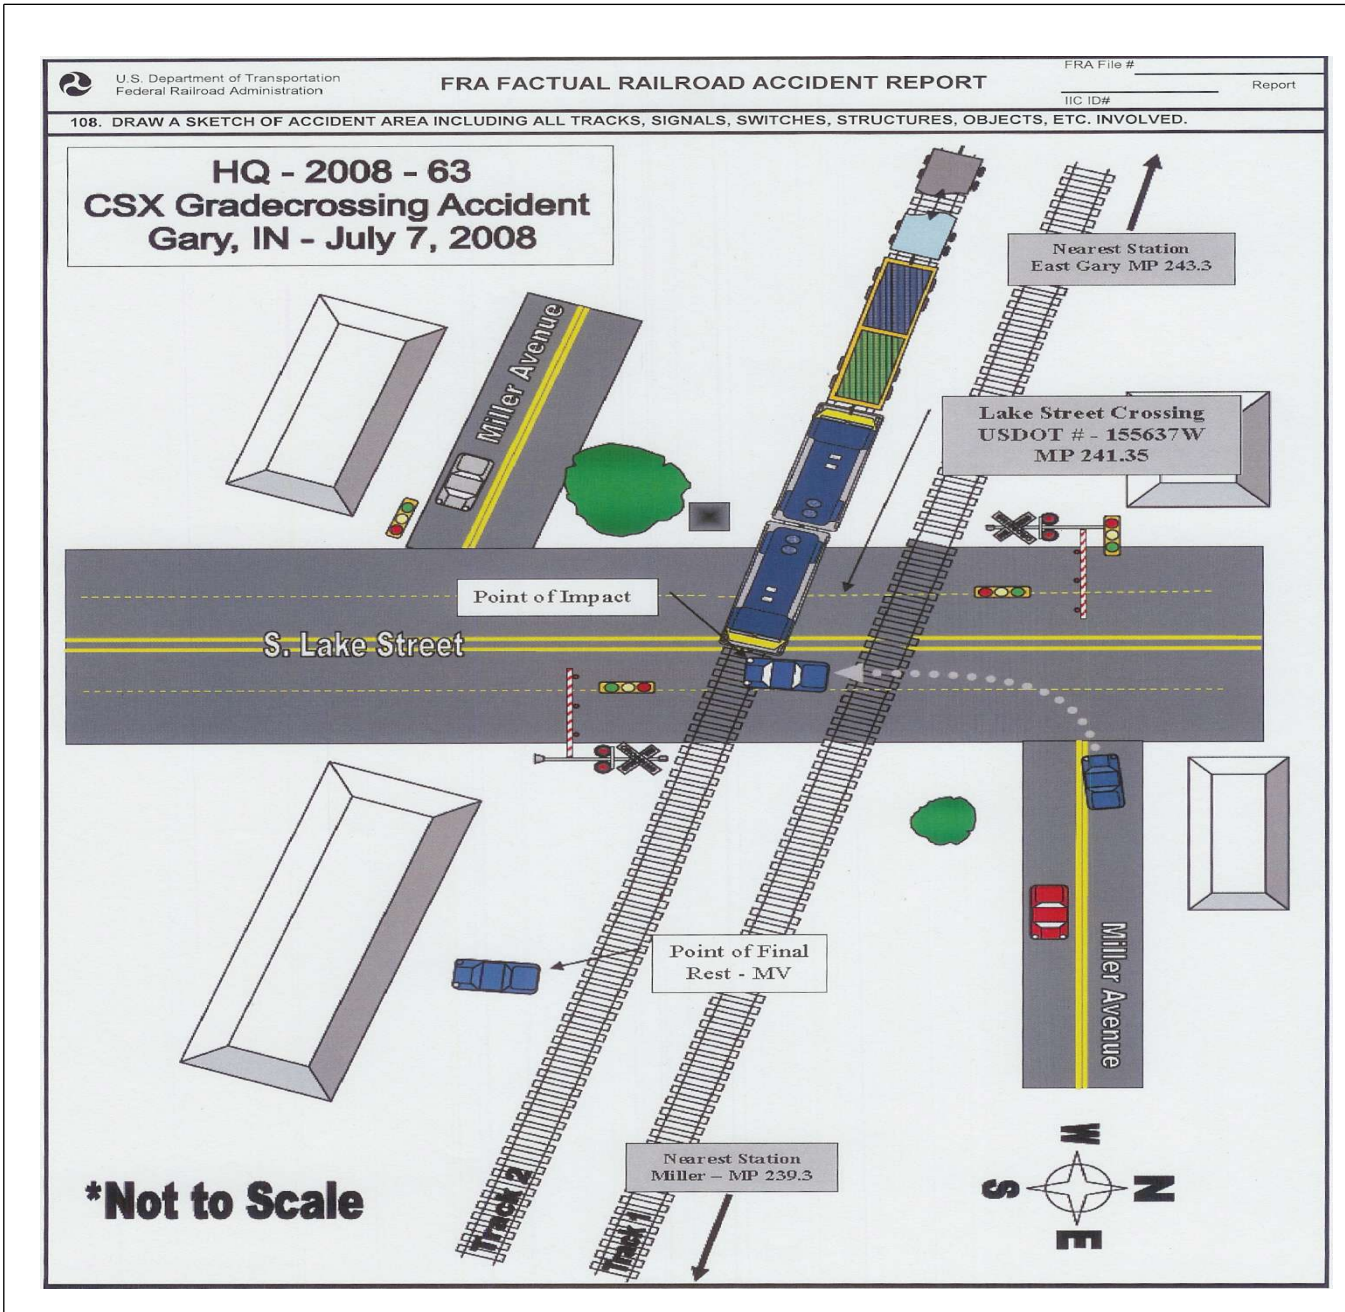 U.S. Department of Transportation
Federal Railroad Administration
FRA FACTUAL RAILROAD ACCIDENT REPORT
FRA File #
Report
IIC ID#
108. DRAW A SKETCH OF ACCIDENT AREA INCLUDING ALL TRACKS, SIGNALS, SWITCHES, STRUCTURES, OBJECTS, ETC. INVOLVED.
HQ - 2008 - 63
CSX Gradecrossing Accident
Gary, IN - July 7, 2008
Nearest Station
East Gary MP 243.3
Miller Avenue
Lake Street Crossing
USDOT # - 155637W
MP 241.35
Point of Impact
S. Lake Street
Point of Final
Rest - MV
Miller Avenue
Nearest Station
Miller – MP 239.3
*Not to Scale
Track 2
Track 1
W
S
N
E